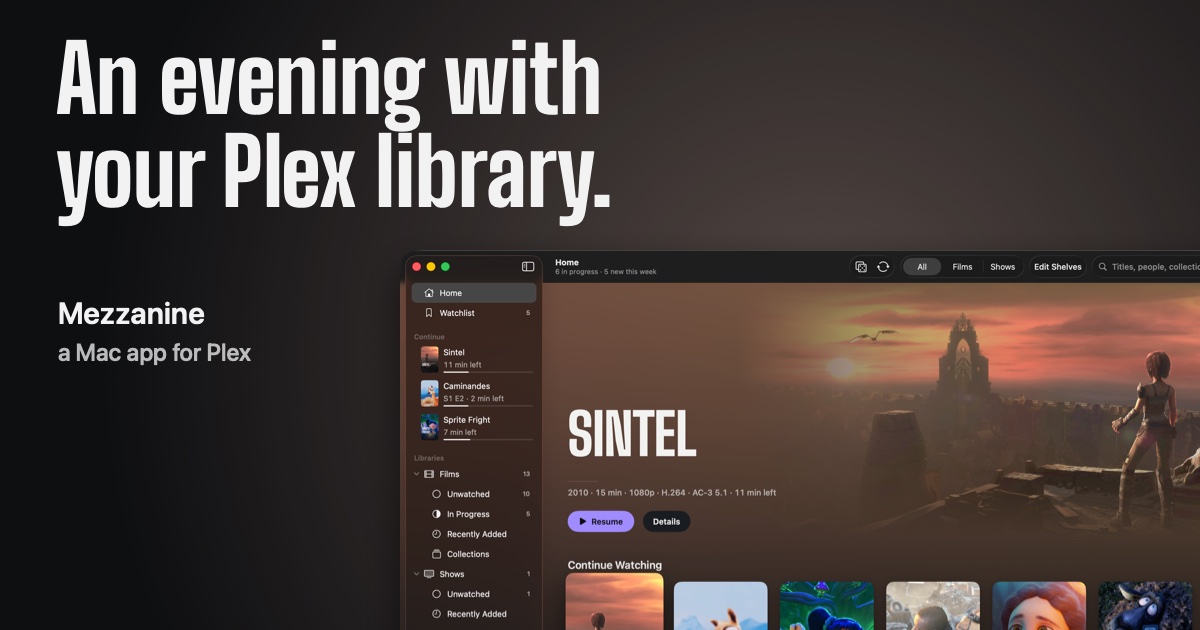 An evening with
your Plex library.
Mezzanine
a Mac app for Plex
Home
6 in progress · 5 new this week
All
Films
Shows
Edit Shelves
Home
Watchlist
5
Continue
Sintel
11 min left
Caminandes
S1 E2 · 2 min left
Sprite Fright
7 min left
Libraries
Films
13
Unwatched
10
In Progress
5
Recently Added
Collections
Shows
1
Unwatched
1
Recently Added
SINTEL
2010 · 15 min · 1080p · H.264 · AC-3 5.1 · 11 min left
Resume
Details
Continue Watching
Titles, people, collectio